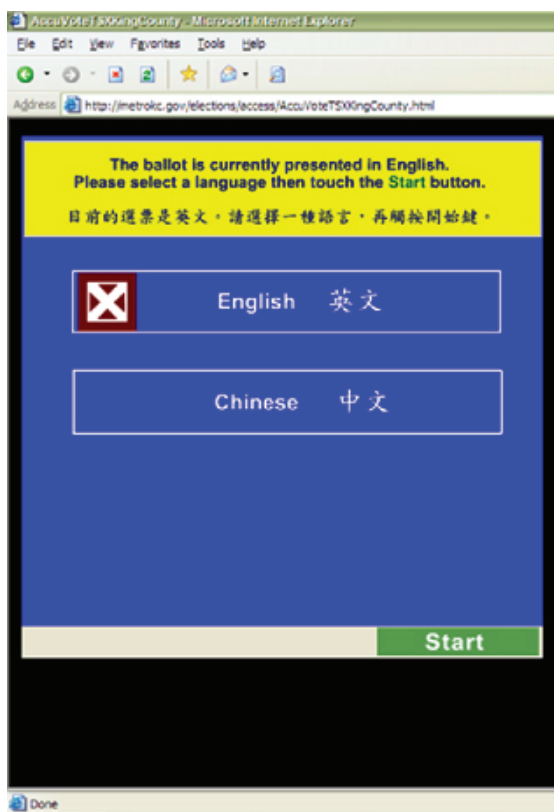 AccuVoteTSXKingCounty - Microsoft Internet Explorer
File Edit View Favorites Tools Help
Address http://metrokc.gov/elections/access/AccuVoteTSXKingCounty.html
The ballot is currently presented in English.
Please select a language then touch the Start button.
目前的選票是英文。請選擇一種語言，再觸按開始鍵。
English 英文
Chinese 中文
Start
Done